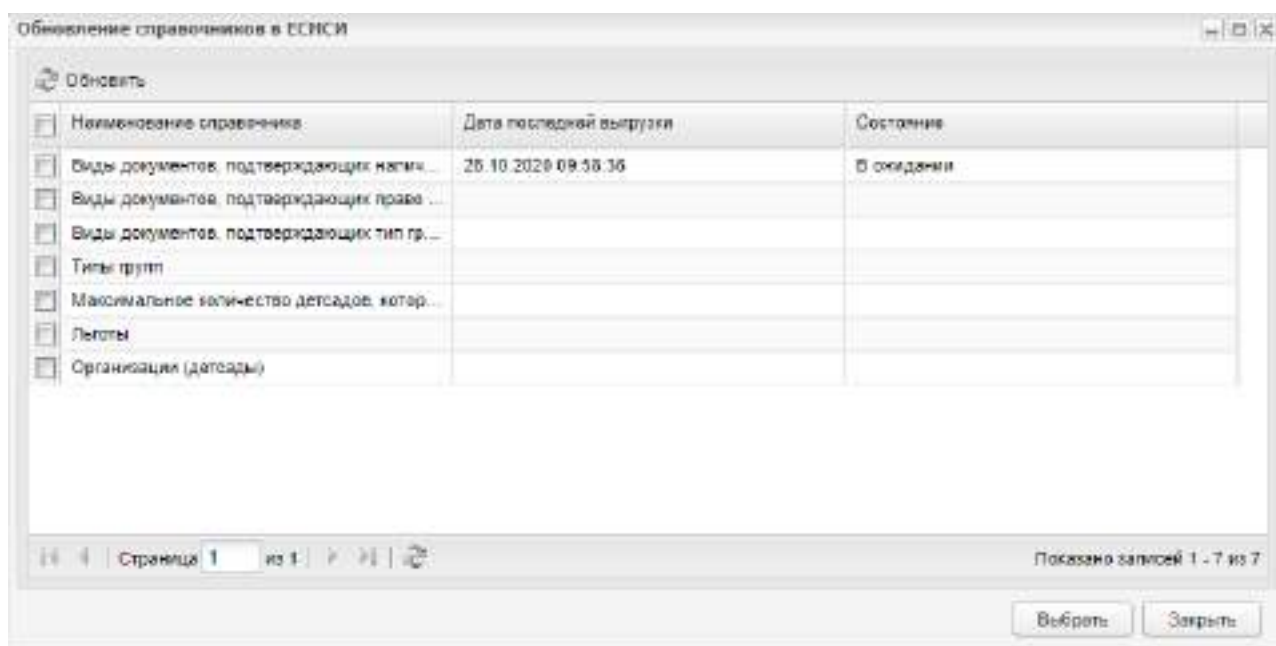 Обновление справочников в ЕСНСИ
Обновить
Наименование справочника Дата последней выгрузки Состояние
Виды документов, подтверждающих налич... 28.10.2020 09:58:36 В ожидании
Виды документов, подтверждающих право ...
Виды документов, подтверждающих тип гр...
Типы групп
Максимальное количество детсадов, котор...
Льготы
Организации (детсады)
Страница 1 из 1 Показано записей 1 - 7 из 7
Выбрать Закрыть